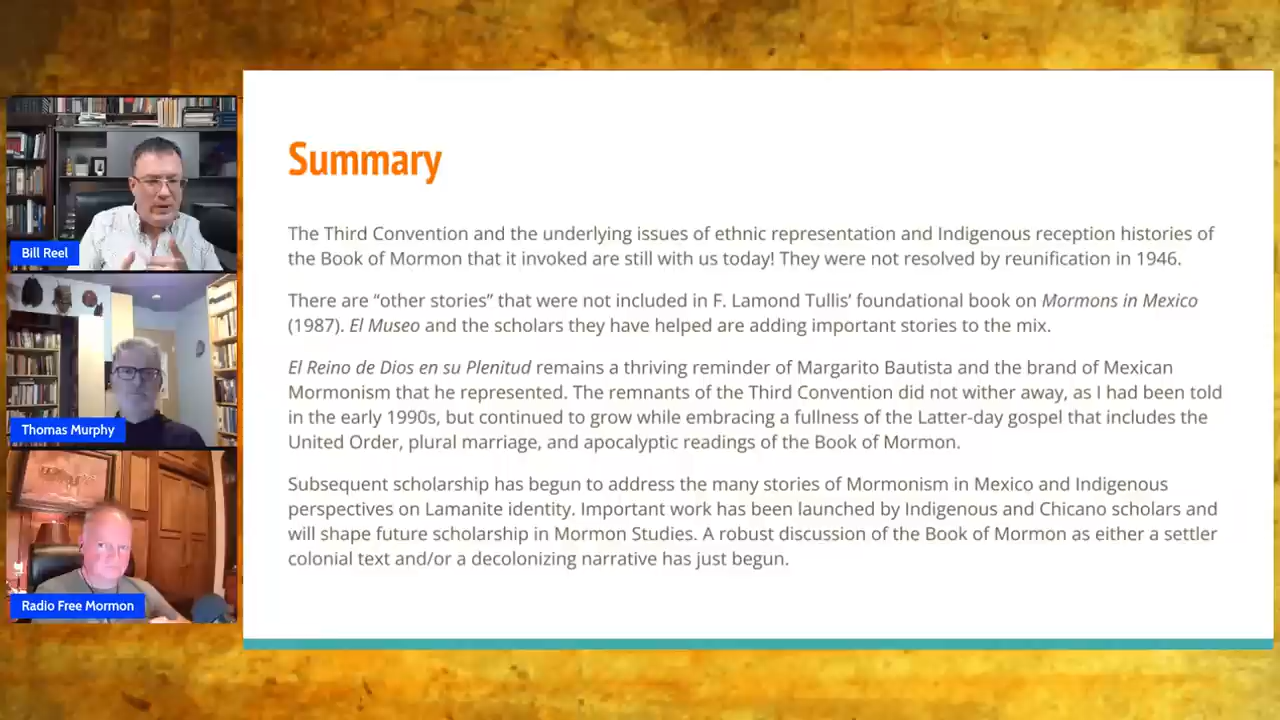 Bill Reel
Thomas Murphy
Radio Free Mormon
Summary
The Third Convention and the underlying issues of ethnic representation and Indigenous reception histories of
the Book of Mormon that it invoked are still with us today! They were not resolved by reunification in 1946.
There are “other stories” that were not included in F. Lamond Tullis’ foundational book on Mormons in Mexico
(1987). El Museo and the scholars they have helped are adding important stories to the mix.
El Reino de Dios en su Plenitud remains a thriving reminder of Margarito Bautista and the brand of Mexican
Mormonism that he represented. The remnants of the Third Convention did not wither away, as I had been told
in the early 1990s, but continued to grow while embracing a fullness of the Latter-day gospel that includes the
United Order, plural marriage, and apocalyptic readings of the Book of Mormon.
Subsequent scholarship has begun to address the many stories of Mormonism in Mexico and Indigenous
perspectives on Lamanite identity. Important work has been launched by Indigenous and Chicano scholars and
will shape future scholarship in Mormon Studies. A robust discussion of the Book of Mormon as either a settler
colonial text and/or a decolonizing narrative has just begun.